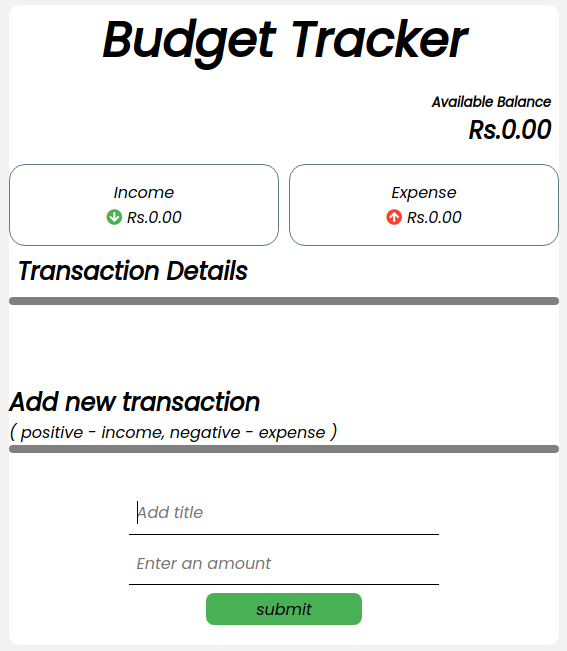 Budget Tracker
Available Balance
Rs.0.00
Income
Rs.0.00
Expense
Rs.0.00
Transaction Details
Add new transaction
( positive - income, negative - expense )
Add title
Enter an amount
submit